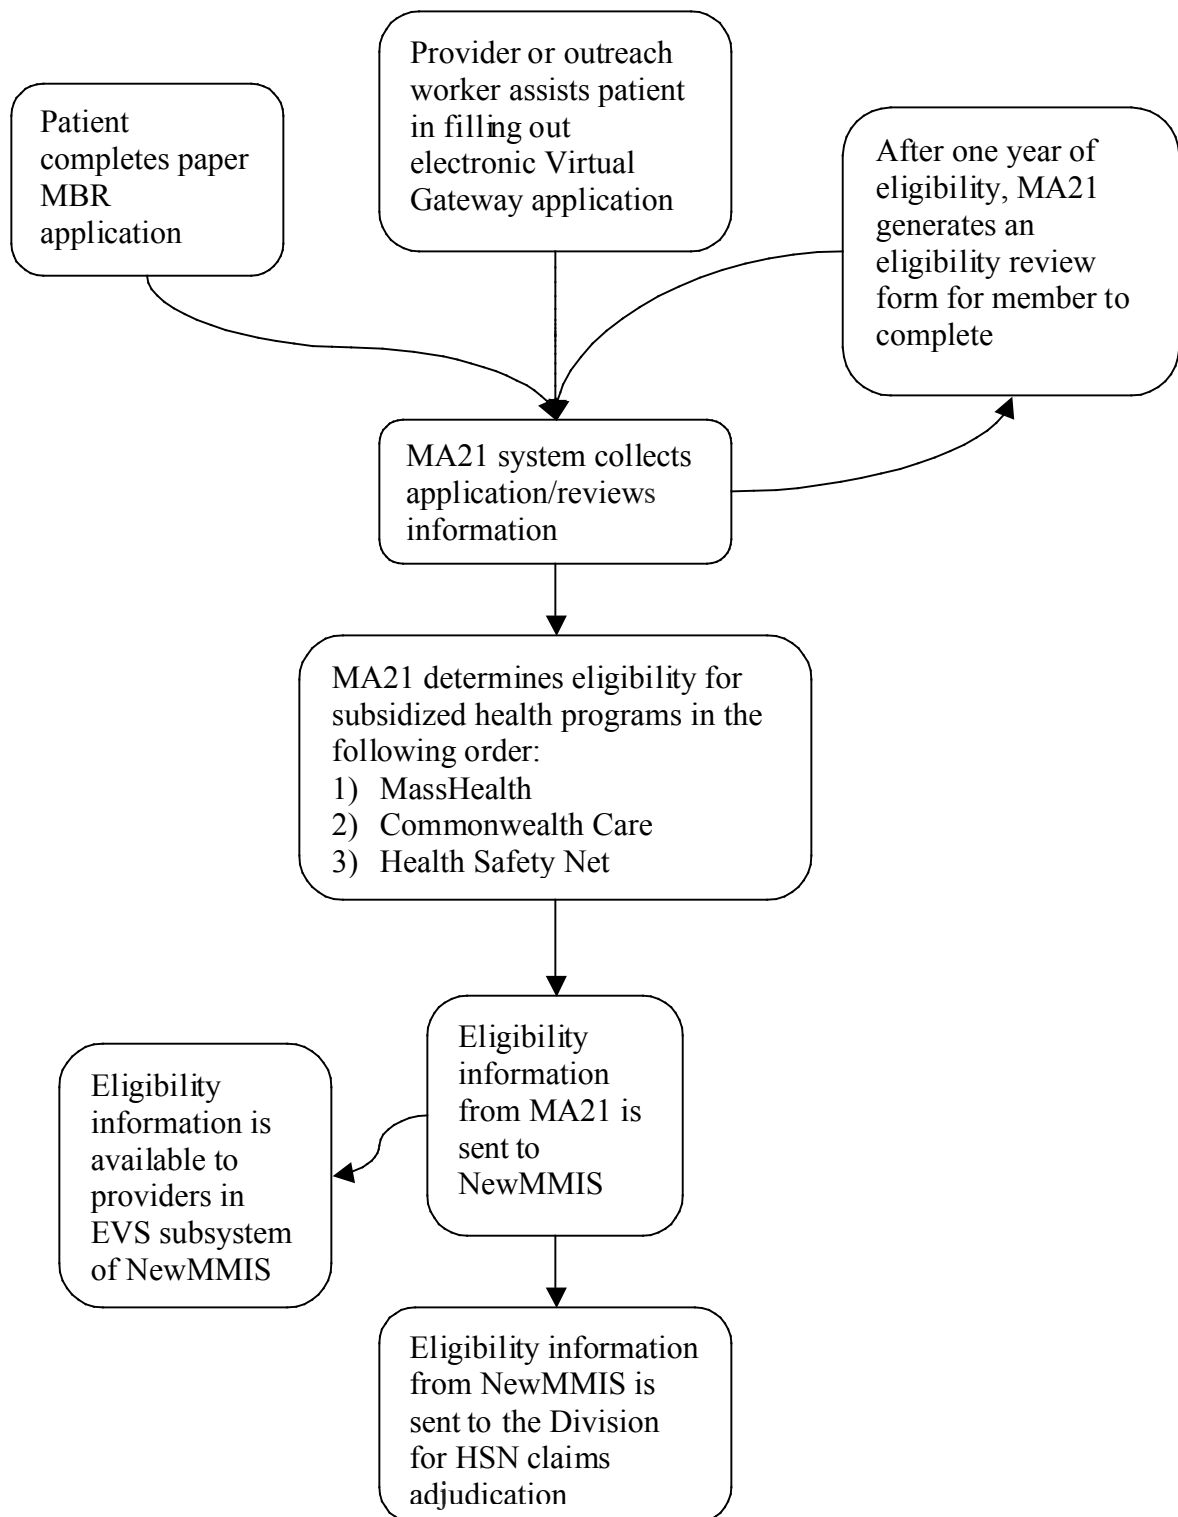 Provider or outreach
worker assists patient
in filling out
electronic Virtual
Gateway application
Patient
completes paper
MBR
application
After one year of
eligibility, MA21
generates an
eligibility review
form for member to
complete
MA21 system collects
application/reviews
information
MA21 determines eligibility for
subsidized health programs in the
following order:
1) MassHealth
2) Commonwealth Care
3) Health Safety Net
Eligibility
information
from MA21 is
sent to
NewMMIS
Eligibility
information is
available to
providers in
EVS subsystem
of NewMMIS
Eligibility information
from NewMMIS is
sent to the Division
for HSN claims
adjudication